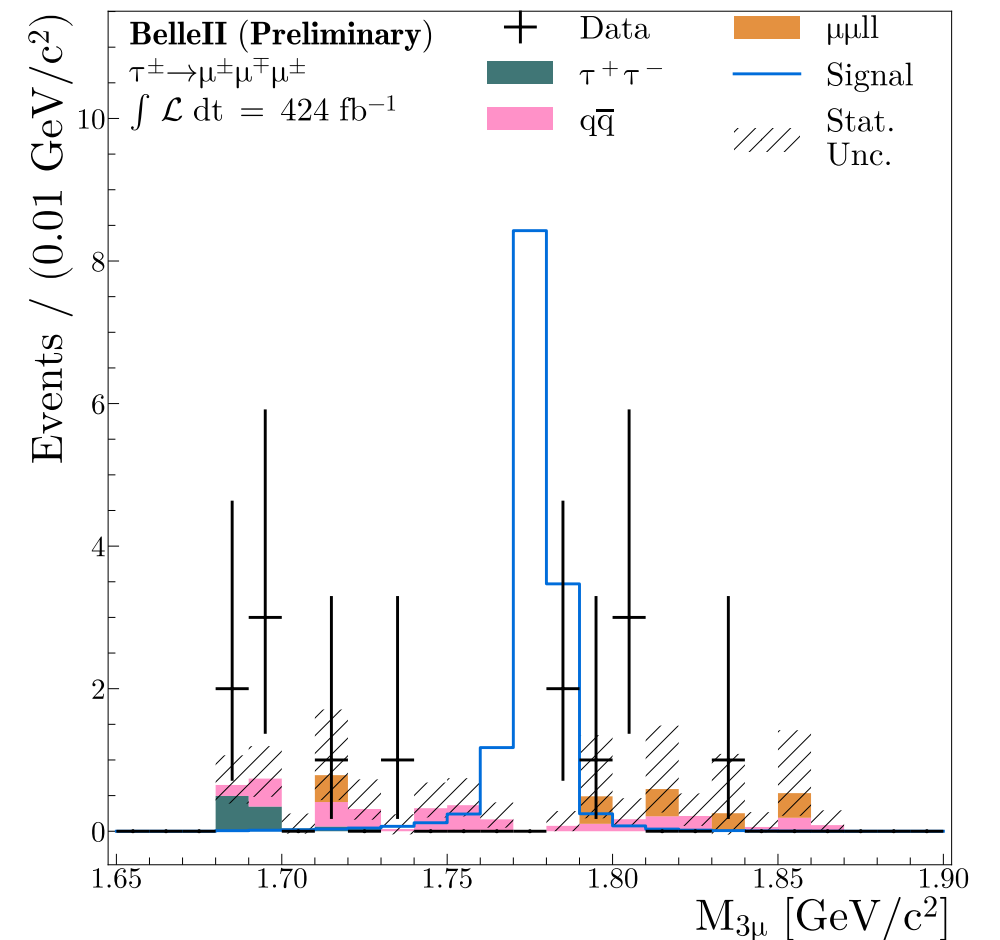 BelleII (Preliminary)
τ±→μ±μ∓μ±
∫ ℒ dt = 424 fb⁻¹
Data
τ⁺τ⁻
qq̅
μμll
Signal
Stat.
Unc.
Events / (0.01 GeV/c²)
10
8
6
4
2
0
1.65 1.70 1.75 1.80 1.85 1.90
M₃μ [GeV/c²]